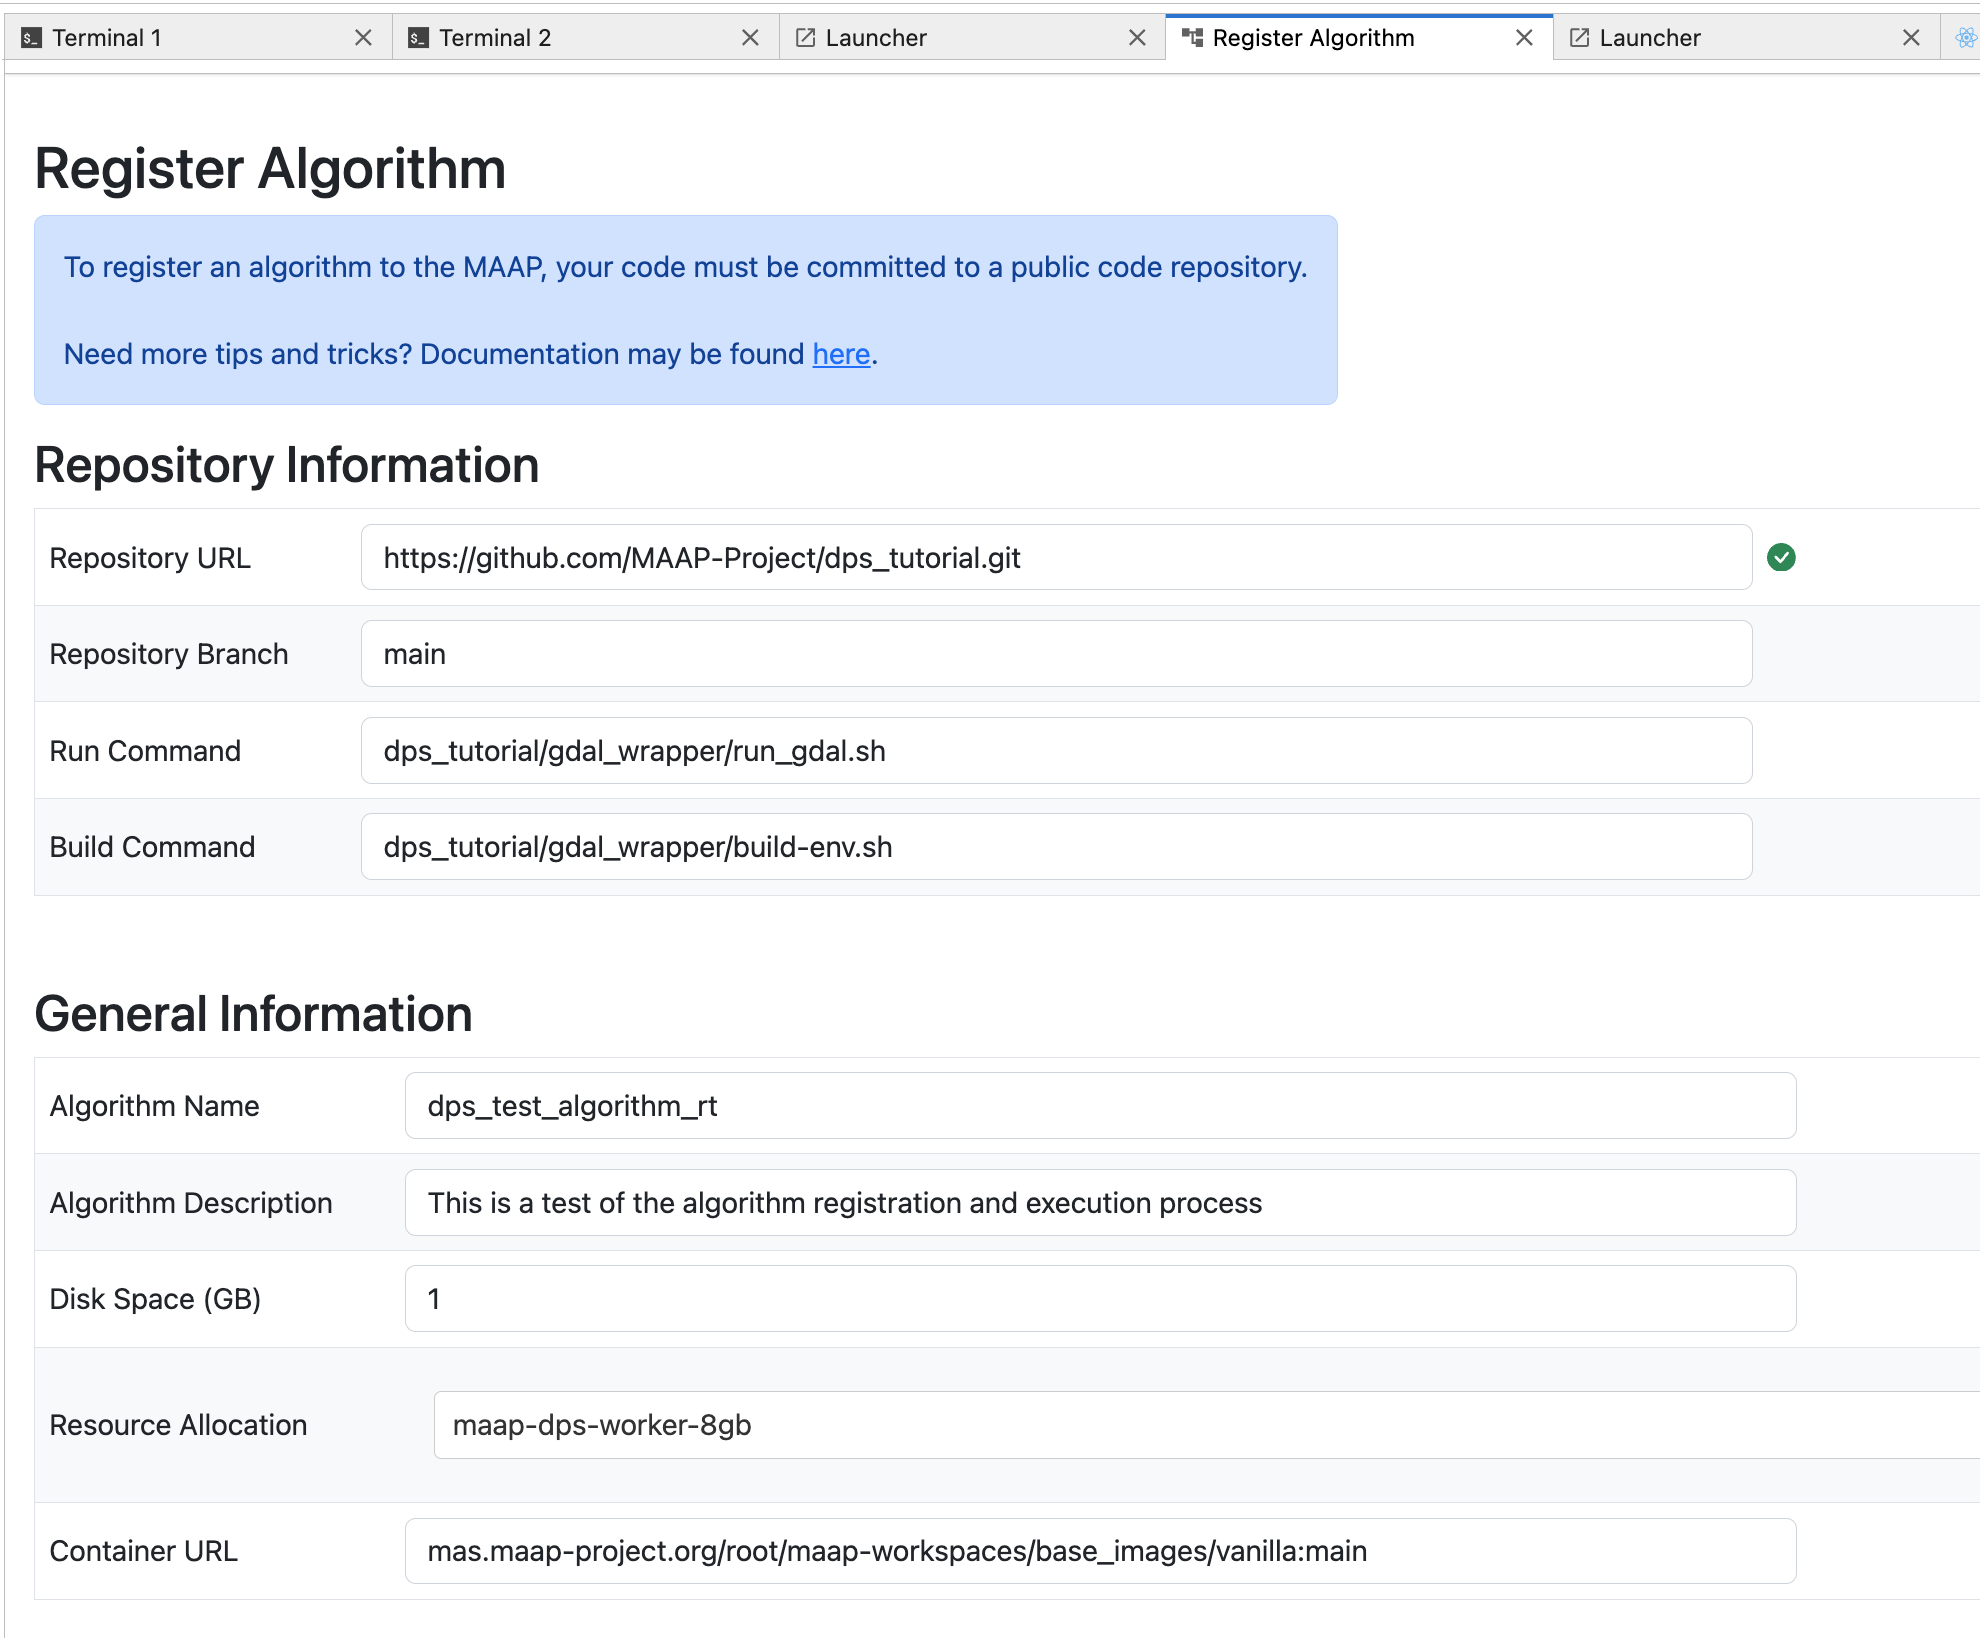 Terminal 1
Terminal 2
Launcher
Register Algorithm
Launcher
Register Algorithm
To register an algorithm to the MAAP, your code must be committed to a public code repository.
Need more tips and tricks? Documentation may be found here.
Repository Information
Repository URL
https://github.com/MAAP-Project/dps_tutorial.git
Repository Branch
main
Run Command
dps_tutorial/gdal_wrapper/run_gdal.sh
Build Command
dps_tutorial/gdal_wrapper/build-env.sh
General Information
Algorithm Name
dps_test_algorithm_rt
Algorithm Description
This is a test of the algorithm registration and execution process
Disk Space (GB)
1
Resource Allocation
maap-dps-worker-8gb
Container URL
mas.maap-project.org/root/maap-workspaces/base_images/vanilla:main